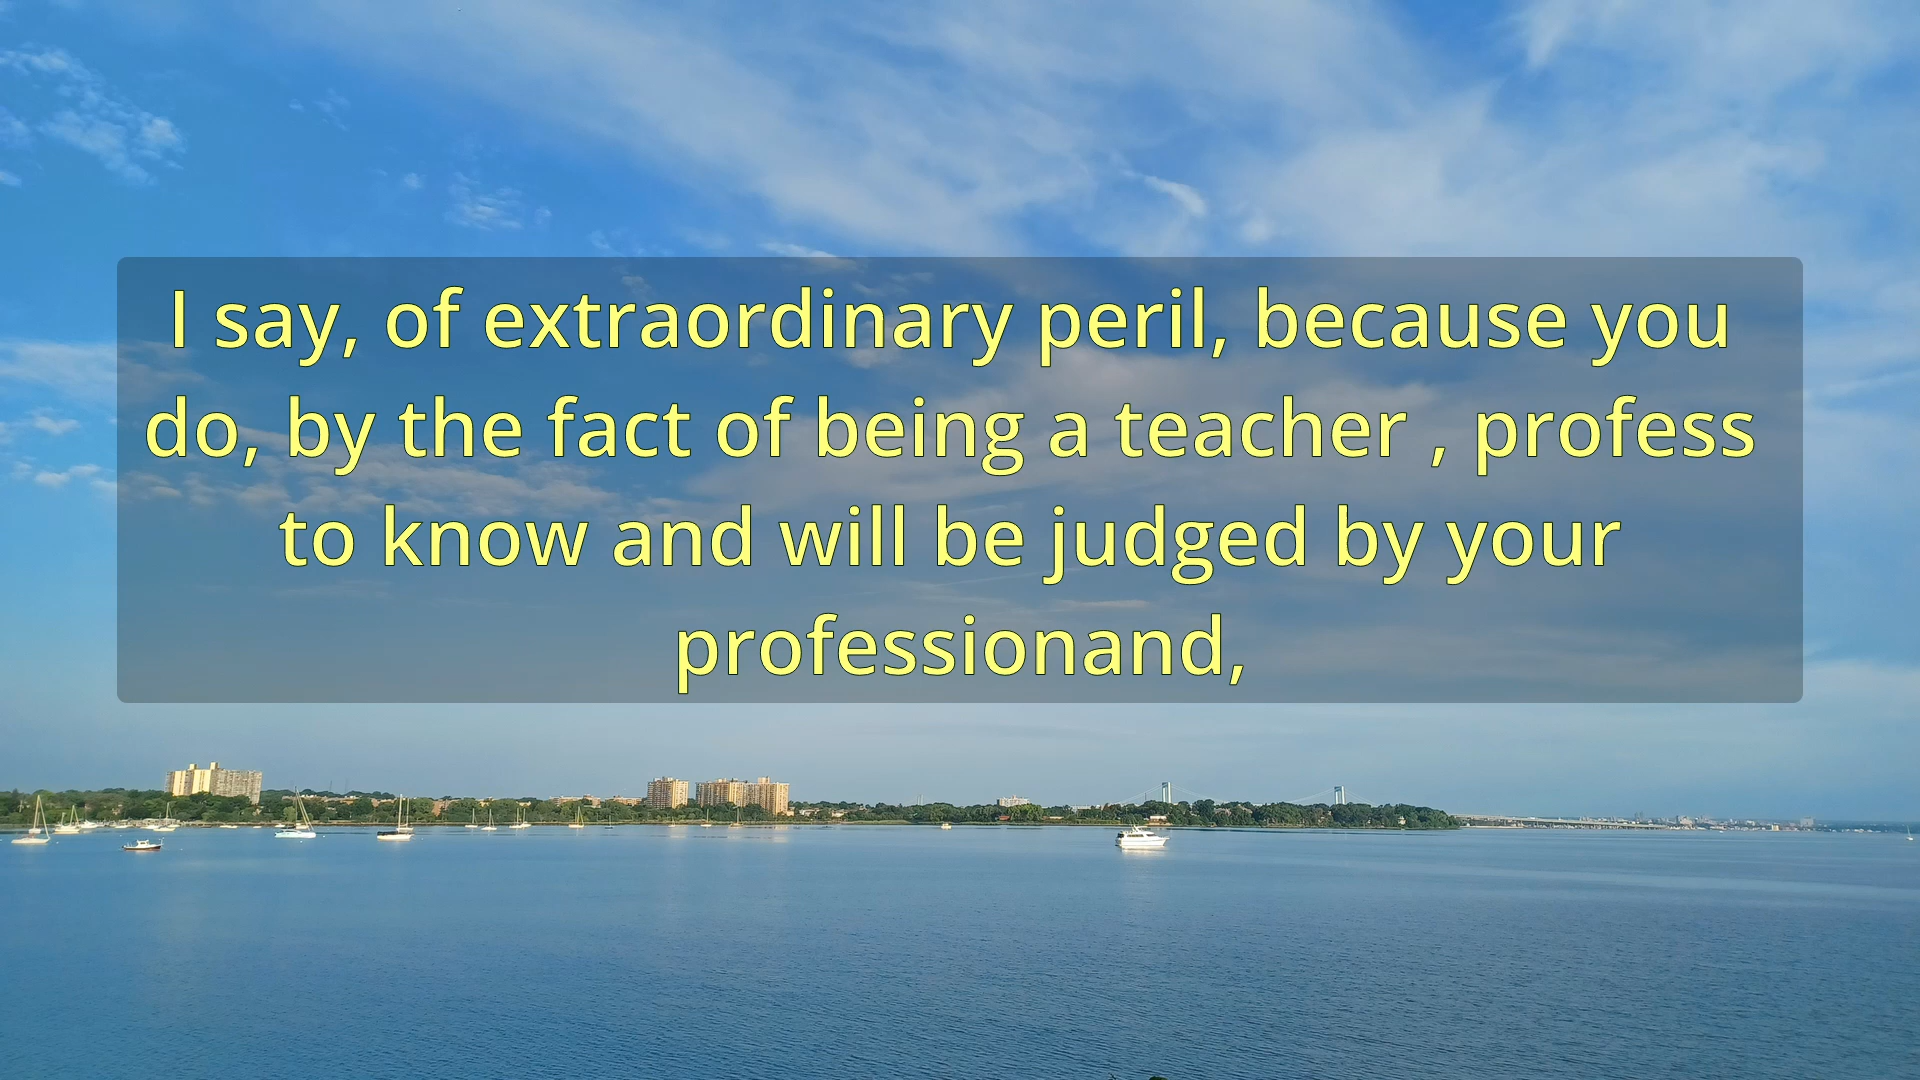 I say, of extraordinary peril, because you
do, by the fact of being a teacher , profess
to know and will be judged by your
professionand,